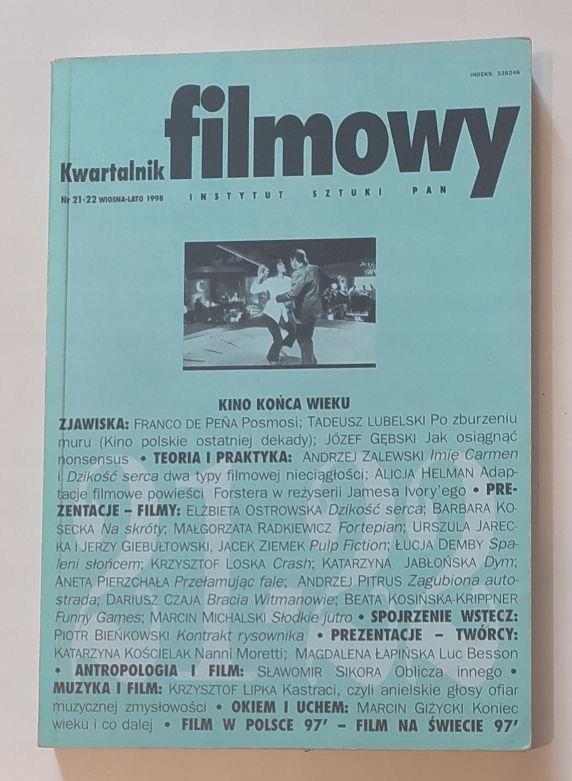 INDEKS: 338246
Kwartalnik filmowy
Nr 21-22 WIOSNA-LATO 1998 INSTYTUT SZTUKI PAN
KINO KOŃCA WIEKU
ZJAWISKA: FRANCO DE PEÑA Posmosi; TADEUSZ LUBELSKI Po zburzeniu
muru (Kino polskie ostatniej dekady); JÓZEF GĘBSKI Jak osiągnąć
nonsensus • TEORIA I PRAKTYKA: ANDRZEJ ZALEWSKI Imię Carmen
i Dzikość serca dwa typy filmowej nieciągłości; ALICJA HELMAN Adap-
tacje filmowe powieści Forstera w reżyserii Jamesa Ivory'ego • PRE-
ZENTACJE – FILMY: ELŻBIETA OSTROWSKA Dzikość serca; BARBARA KO-
SECKA Na skróty; MAŁGORZATA RADKIEWICZ Fortepian; URSZULA JAREC-
KA I JERZY GIEBUŁTOWSKI, JACEK ZIEMEK Pulp Fiction; ŁUCJA DEMBY Spa-
leni słońcem; KRZYSZTOF LOSKA Crash; KATARZYNA JABŁOŃSKA Dym;
ANETA PIERZCHAŁA Przełamując fale; ANDRZEJ PITRUS Zagubiona auto-
strada; DARIUSZ CZAJA Bracia Witmanowie; BEATA KOSIŃSKA-KRIPPNER
Funny Games; MARCIN MICHALSKI Słodkie jutro • SPOJRZENIE WSTECZ:
PIOTR BIEŃKOWSKI Kontrakt rysownika • PREZENTACJE – TWÓRCY:
KATARZYNA KOŚCIELAK Nanni Moretti; MAGDALENA ŁAPIŃSKA Luc Besson
• ANTROPOLOGIA I FILM: SŁAWOMIR SIKORA Oblicza innego •
MUZYKA I FILM: KRZYSZTOF LIPKA Kastraci, czyli anielskie głosy ofiar
muzycznej zmysłowości • OKIEM I UCHEM: MARCIN GIŻYCKI Koniec
wieku i co dalej • FILM W POLSCE 97' – FILM NA ŚWIECIE 97'
21 22